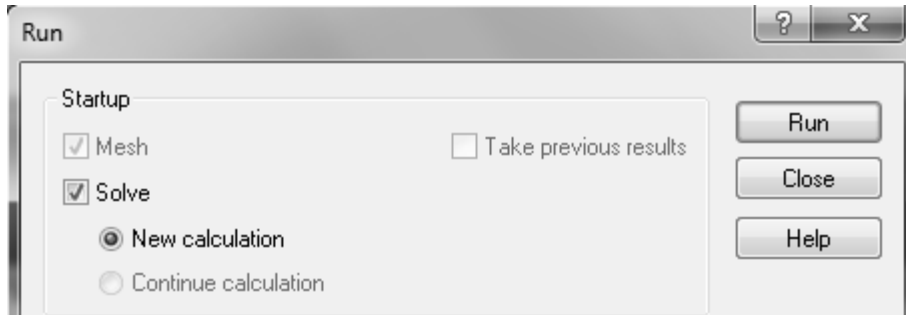 Run
?
X
Startup
Mesh
Take previous results
Solve
New calculation
Continue calculation
Run
Close
Help